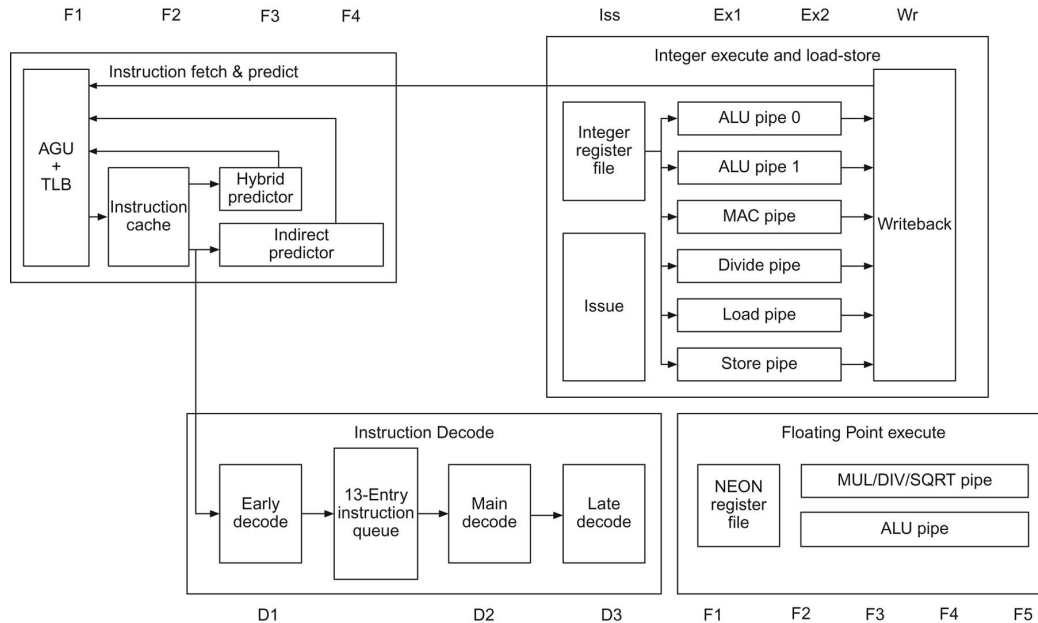 F1 F2 F3 F4 Iss Ex1 Ex2 Wr
Instruction fetch & predict
AGU
+
TLB
Instruction
cache
Hybrid
predictor
Indirect
predictor
Integer execute and load-store
Integer
register
file
Issue
ALU pipe 0
ALU pipe 1
MAC pipe
Divide pipe
Load pipe
Store pipe
Writeback
Instruction Decode
Early
decode
13-Entry
instruction
queue
Main
decode
Late
decode
D1 D2 D3
Floating Point execute
NEON
register
file
MUL/DIV/SQRT pipe
ALU pipe
F1 F2 F3 F4 F5